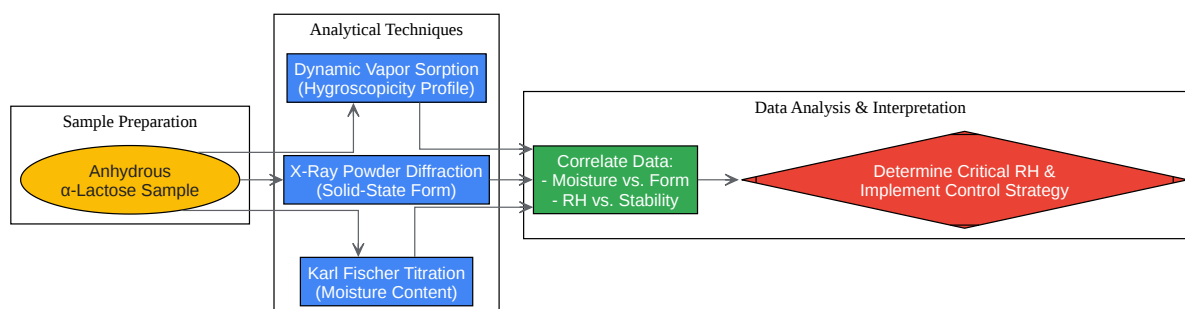 Sample Preparation
Anhydrous
α-Lactose Sample
Analytical Techniques
Dynamic Vapor Sorption
(Hygroscopicity Profile)
X-Ray Powder Diffraction
(Solid-State Form)
Karl Fischer Titration
(Moisture Content)
Data Analysis & Interpretation
Correlate Data:
- Moisture vs. Form
- RH vs. Stability
Determine Critical RH &
Implement Control Strategy